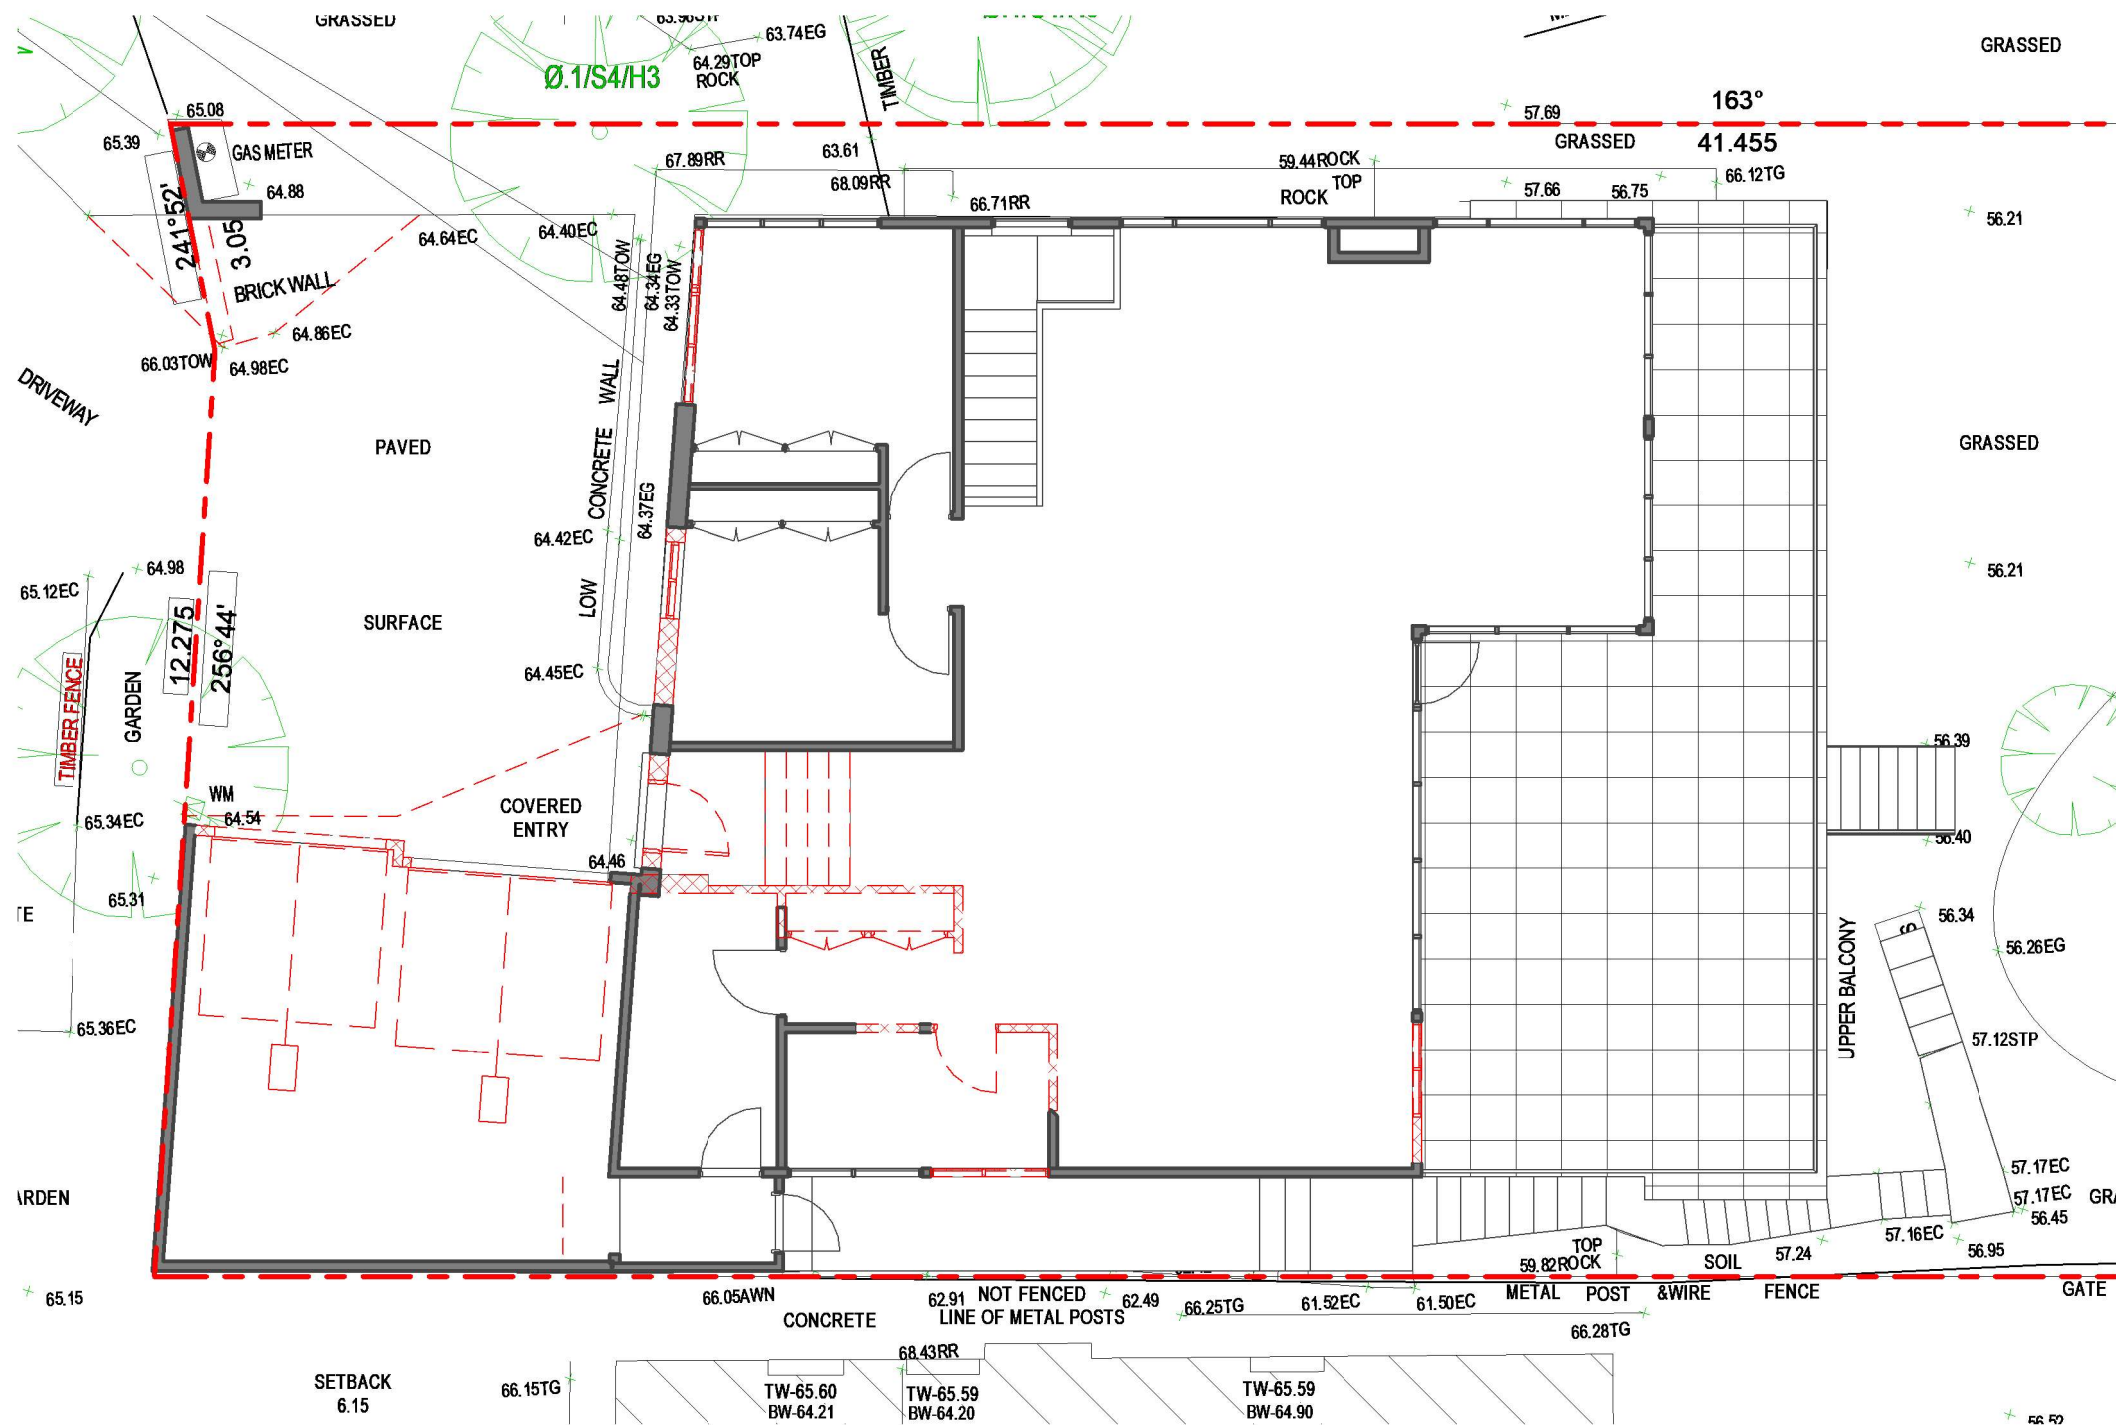 GRASSED
63.74EG
64.29TOP
ROCK
Ø.1/S4/H3
TIMBER
GRASSED
163°
57.69
GRASSED
41.455
65.08
65.39
GAS METER
64.88
67.89RR
63.61
68.09RR
66.71RR
59.44ROCK
TOP
ROCK
57.66
56.75
66.12TG
56.21
241°52'
3.05
BRICK WALL
64.64EC
64.40EC
64.48TOW
64.34EG
64.33TOW
64.86EC
66.03TOW
64.98EC
DRIVEWAY
PAVED
LOW CONCRETE WALL
64.37EG
GRASSED
64.42EC
64.98
65.12EC
56.21
12.275
256°44'
SURFACE
64.45EC
TIMBER FENCE
GARDEN
56.39
WM
64.54
65.34EC
COVERED
ENTRY
56.40
64.46
65.31
TE
56.34
56.26EG
UPPER BALCONY
65.36EC
57.12STP
ARDEN
57.17EC
57.17EC
GRA
56.45
57.16EC
56.95
57.24
SOIL
TOP
59.82ROCK
65.15
66.05AWN
62.91
NOT FENCED
LINE OF METAL POSTS
62.49
66.25TG
61.52EC
61.50EC
METAL POST &WIRE FENCE
GATE
CONCRETE
66.28TG
68.43RR
SETBACK
6.15
66.15TG
TW-65.60
BW-64.21
TW-65.59
BW-64.20
TW-65.59
BW-64.90